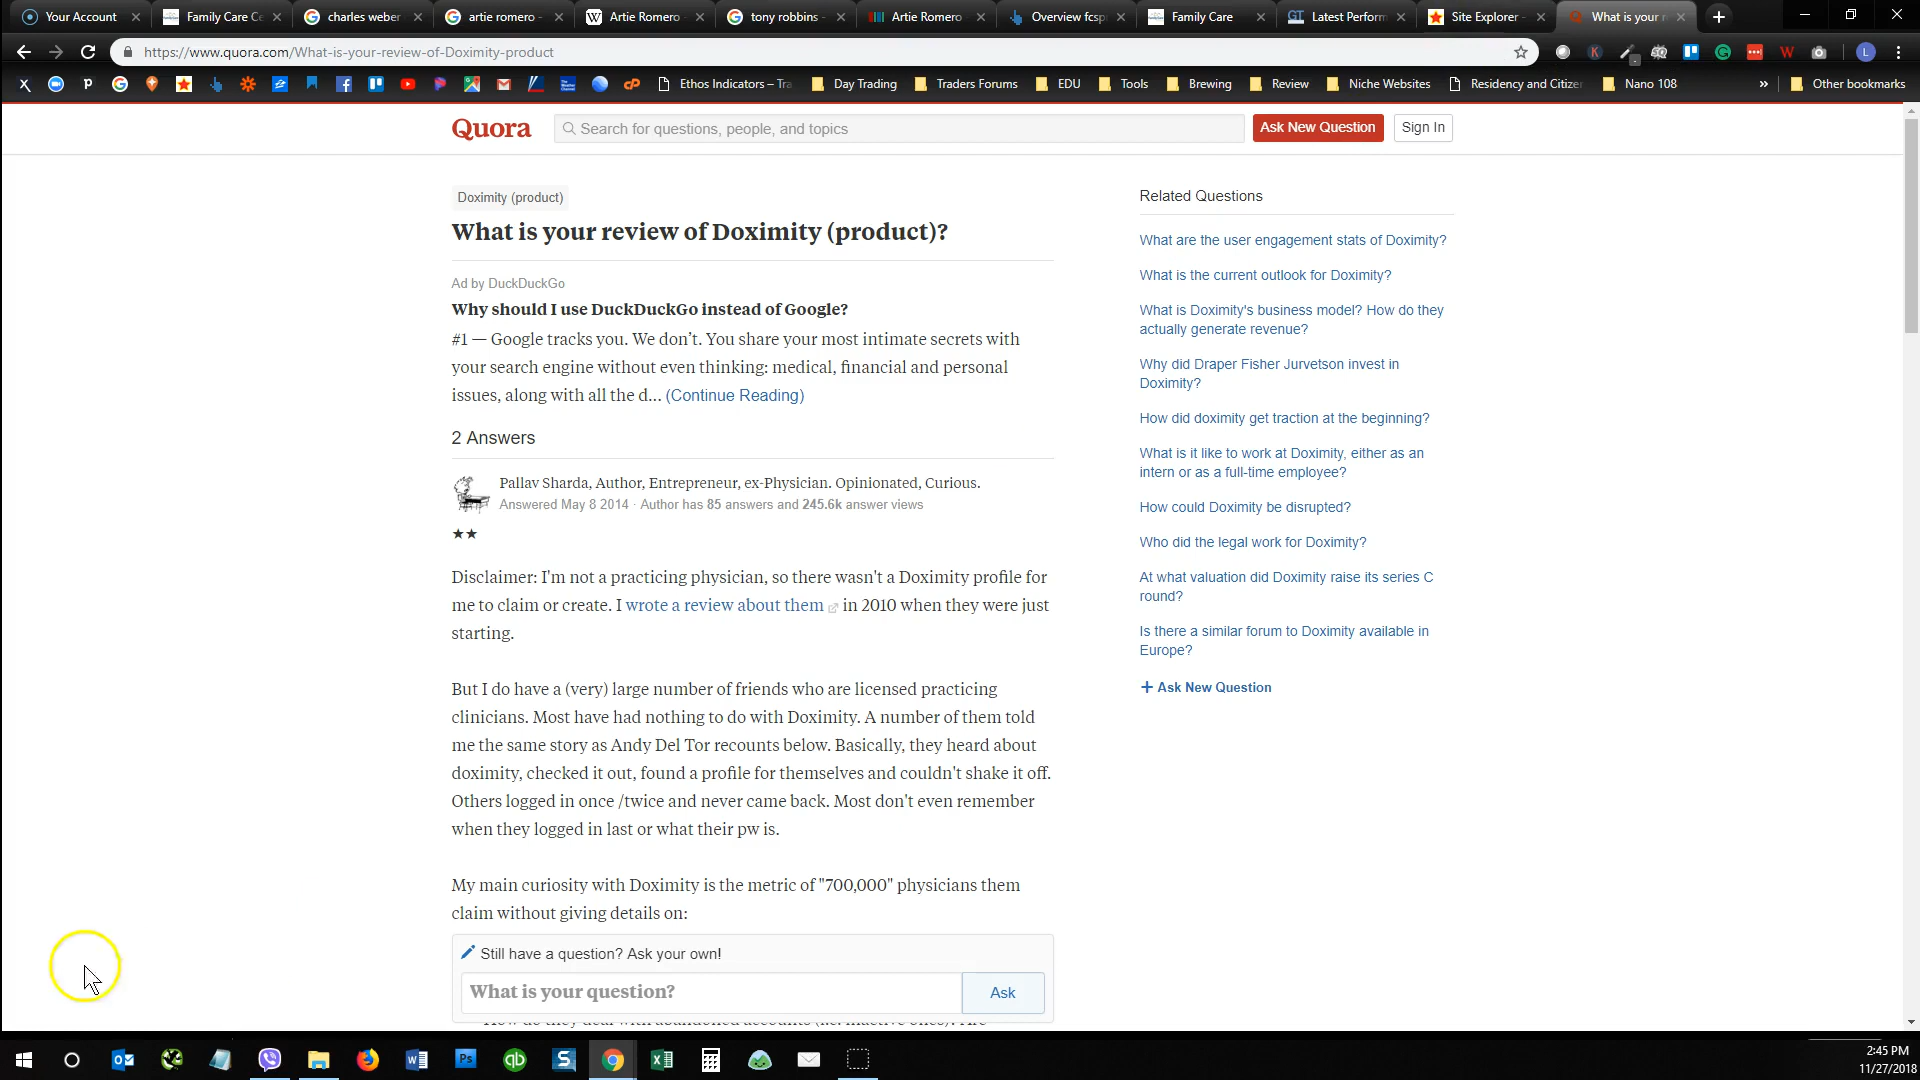 Your Account
Family Care Ce
charles weber
artie romero -
Artie Romero
tony robbins -
Artie Romero
Overview fcsp
Family Care
Latest Perform
Site Explorer -
What is your r
https://www.quora.com/What-is-your-review-of-Doximity-product
Ethos Indicators – Tra
Day Trading
Traders Forums
EDU
Tools
Brewing
Review
Niche Websites
Residency and Citize
Nano 108
»
Other bookmarks
Quora
Search for questions, people, and topics
Ask New Question
Sign In
Doximity (product)
What is your review of Doximity (product)?
Ad by DuckDuckGo
Why should I use DuckDuckGo instead of Google?
#1 — Google tracks you. We don’t. You share your most intimate secrets with
your search engine without even thinking: medical, financial and personal
issues, along with all the d... (Continue Reading)
2 Answers
Pallav Sharda, Author, Entrepreneur, ex-Physician. Opinionated, Curious.
Answered May 8 2014 · Author has 85 answers and 245.6k answer views
★★
Disclaimer: I'm not a practicing physician, so there wasn't a Doximity profile for
me to claim or create. I wrote a review about them in 2010 when they were just
starting.
But I do have a (very) large number of friends who are licensed practicing
clinicians. Most have had nothing to do with Doximity. A number of them told
me the same story as Andy Del Tor recounts below. Basically, they heard about
doximity, checked it out, found a profile for themselves and couldn't shake it off.
Others logged in once /twice and never came back. Most don't even remember
when they logged in last or what their pw is.
My main curiosity with Doximity is the metric of "700,000" physicians them
claim without giving details on:
Still have a question? Ask your own!
What is your question?
Ask
Related Questions
What are the user engagement stats of Doximity?
What is the current outlook for Doximity?
What is Doximity's business model? How do they
actually generate revenue?
Why did Draper Fisher Jurvetson invest in
Doximity?
How did doximity get traction at the beginning?
What is it like to work at Doximity, either as an
intern or as a full-time employee?
How could Doximity be disrupted?
Who did the legal work for Doximity?
At what valuation did Doximity raise its series C
round?
Is there a similar forum to Doximity available in
Europe?
+ Ask New Question
2:45 PM
11/27/2018